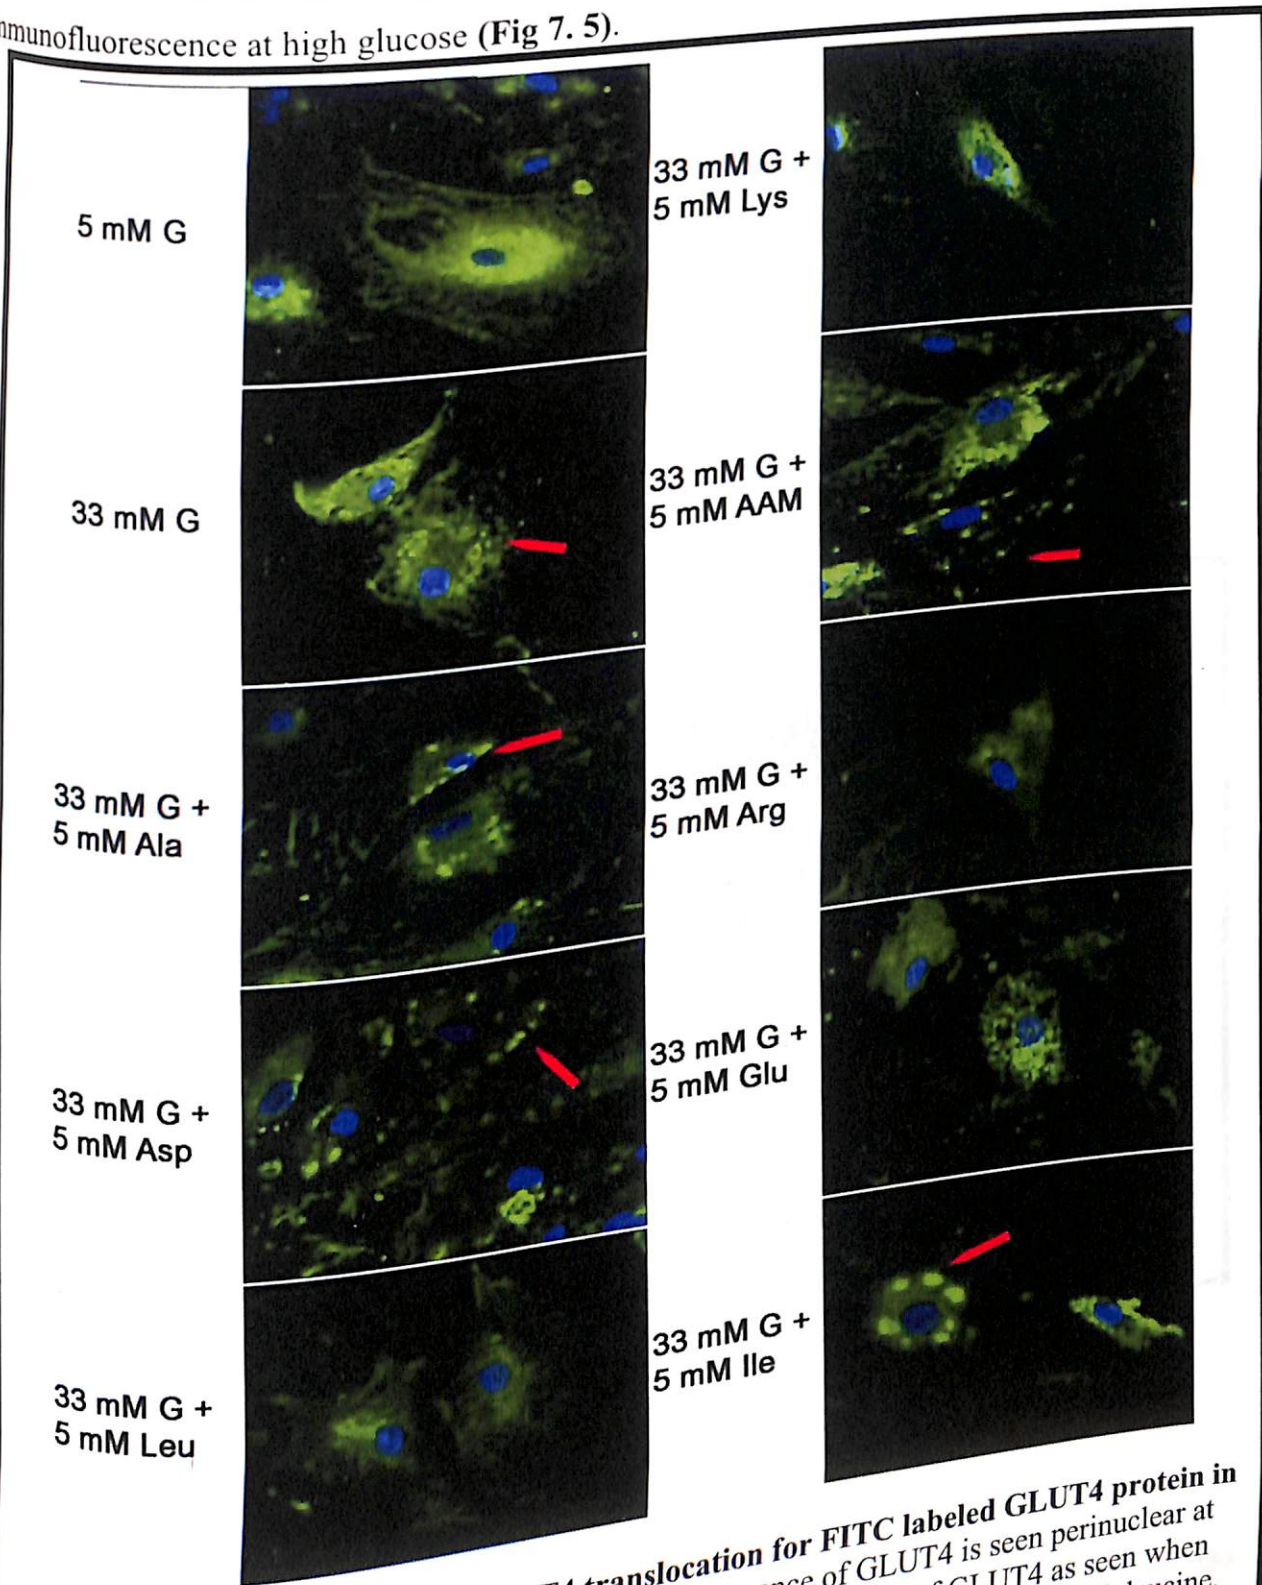 munofluorescence at high glucose (Fig 7. 5).
5 mM G
33 mM G
33 mM G +
5 mM Ala
33 mM G +
5 mM Asp
33 mM G +
5 mM Leu
33 mM G +
5 mM Lys
33 mM G +
5 mM AAM
33 mM G +
5 mM Arg
33 mM G +
5 mM Glu
33 mM G +
5 mM Ile
translocation for FITC labeled GLUT4 protein in
of GLUT4 is seen perinuclear at
GLUT4 as seen when